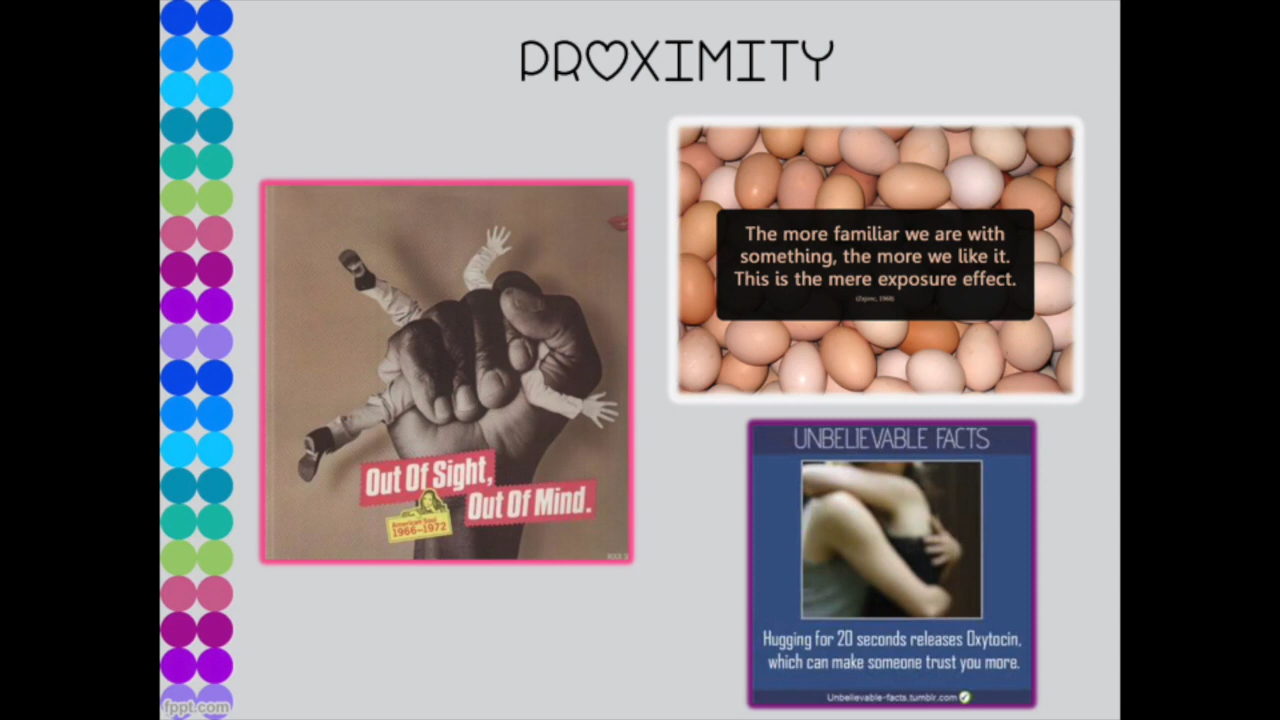 PROXIMITY
Out Of Sight,
Out Of Mind.
American Soul
1966–1972
The more familiar we are with
something, the more we like it.
This is the mere exposure effect.
(Zajonc, 1968)
UNBELIEVABLE FACTS
Hugging for 20 seconds releases Oxytocin,
which can make someone trust you more.
Unbelievable-facts.tumblr.com
fppt.com